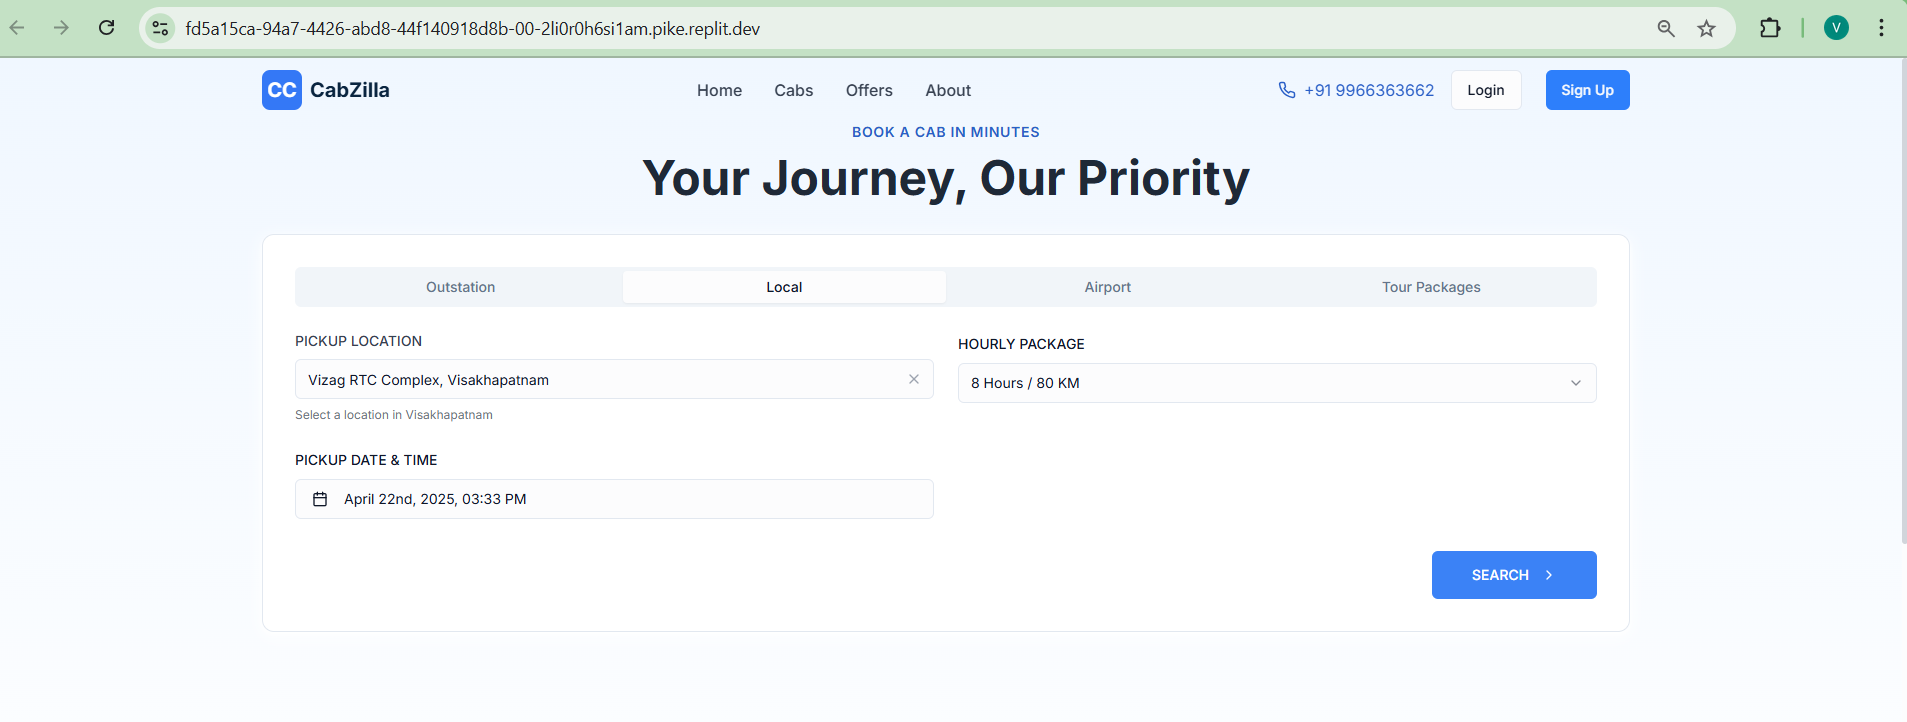 fd5a15ca-94a7-4426-abd8-44f140918d8b-00-2li0r0h6si1am.pike.replit.dev
V
CC CabZilla
Home Cabs Offers About
+91 9966363662 Login Sign Up
BOOK A CAB IN MINUTES
Your Journey, Our Priority
Outstation Local Airport Tour Packages
PICKUP LOCATION
Vizag RTC Complex, Visakhapatnam
Select a location in Visakhapatnam
HOURLY PACKAGE
8 Hours / 80 KM
PICKUP DATE & TIME
April 22nd, 2025, 03:33 PM
SEARCH